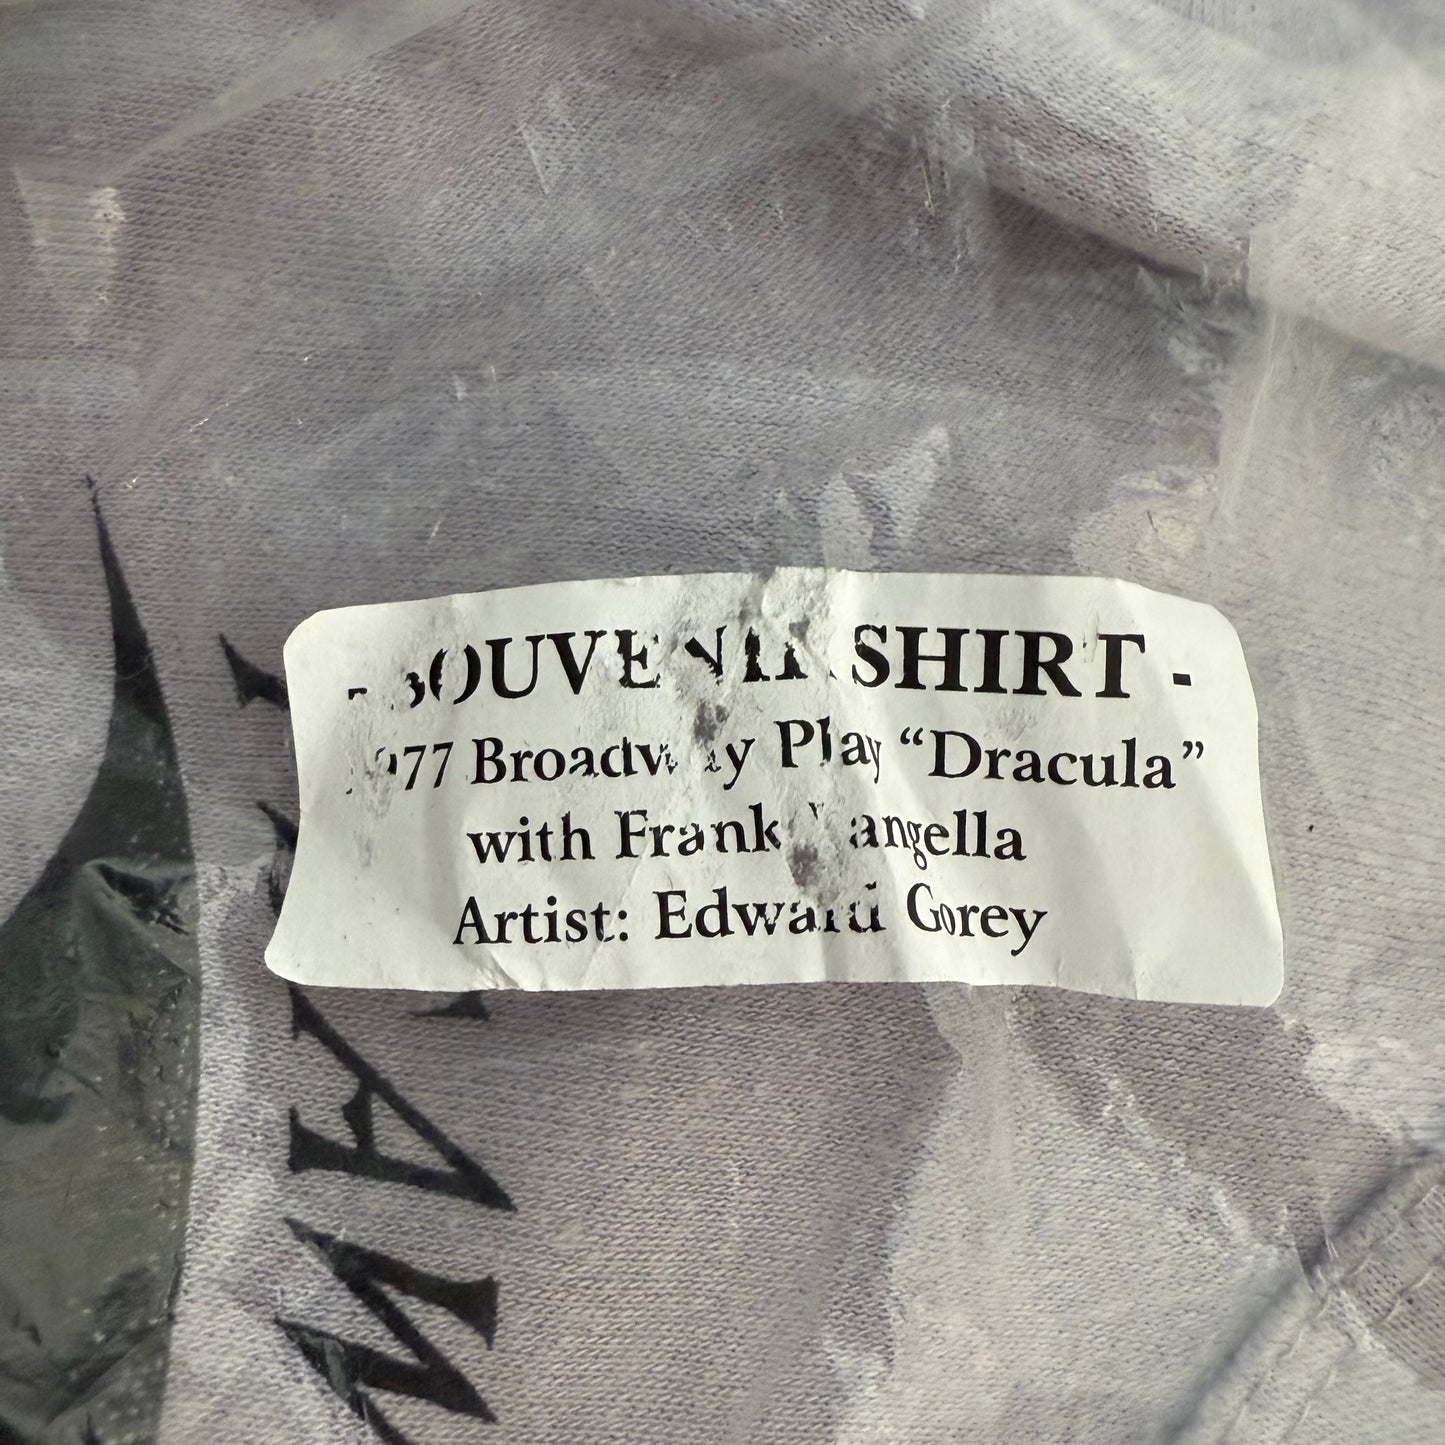 - SOUVENIR SHIRT -
1977 Broadway Play “Dracula”
with Frank Langella
Artist: Edward Gorey